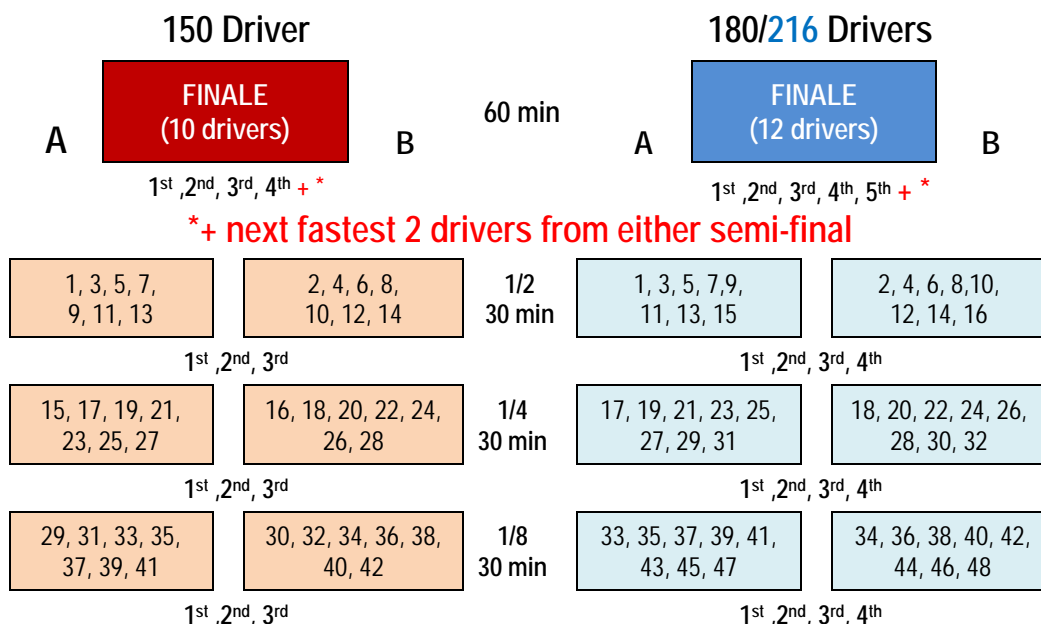 150 Driver
180/216 Drivers
FINALE
(10 drivers)
A
B
60 min
FINALE
(12 drivers)
A
B
1st ,2nd, 3rd, 4th + *
1st ,2nd, 3rd, 4th, 5th + *
*+ next fastest 2 drivers from either semi-final
1, 3, 5, 7,
9, 11, 13
2, 4, 6, 8,
10, 12, 14
1/2
30 min
1, 3, 5, 7,9,
11, 13, 15
2, 4, 6, 8,10,
12, 14, 16
1st ,2nd, 3rd
1st ,2nd, 3rd, 4th
15, 17, 19, 21,
23, 25, 27
16, 18, 20, 22, 24,
26, 28
1/4
30 min
17, 19, 21, 23, 25,
27, 29, 31
18, 20, 22, 24, 26,
28, 30, 32
1st ,2nd, 3rd
1st ,2nd, 3rd, 4th
29, 31, 33, 35,
37, 39, 41
30, 32, 34, 36, 38,
40, 42
1/8
30 min
33, 35, 37, 39, 41,
43, 45, 47
34, 36, 38, 40, 42,
44, 46, 48
1st ,2nd, 3rd
1st ,2nd, 3rd, 4th